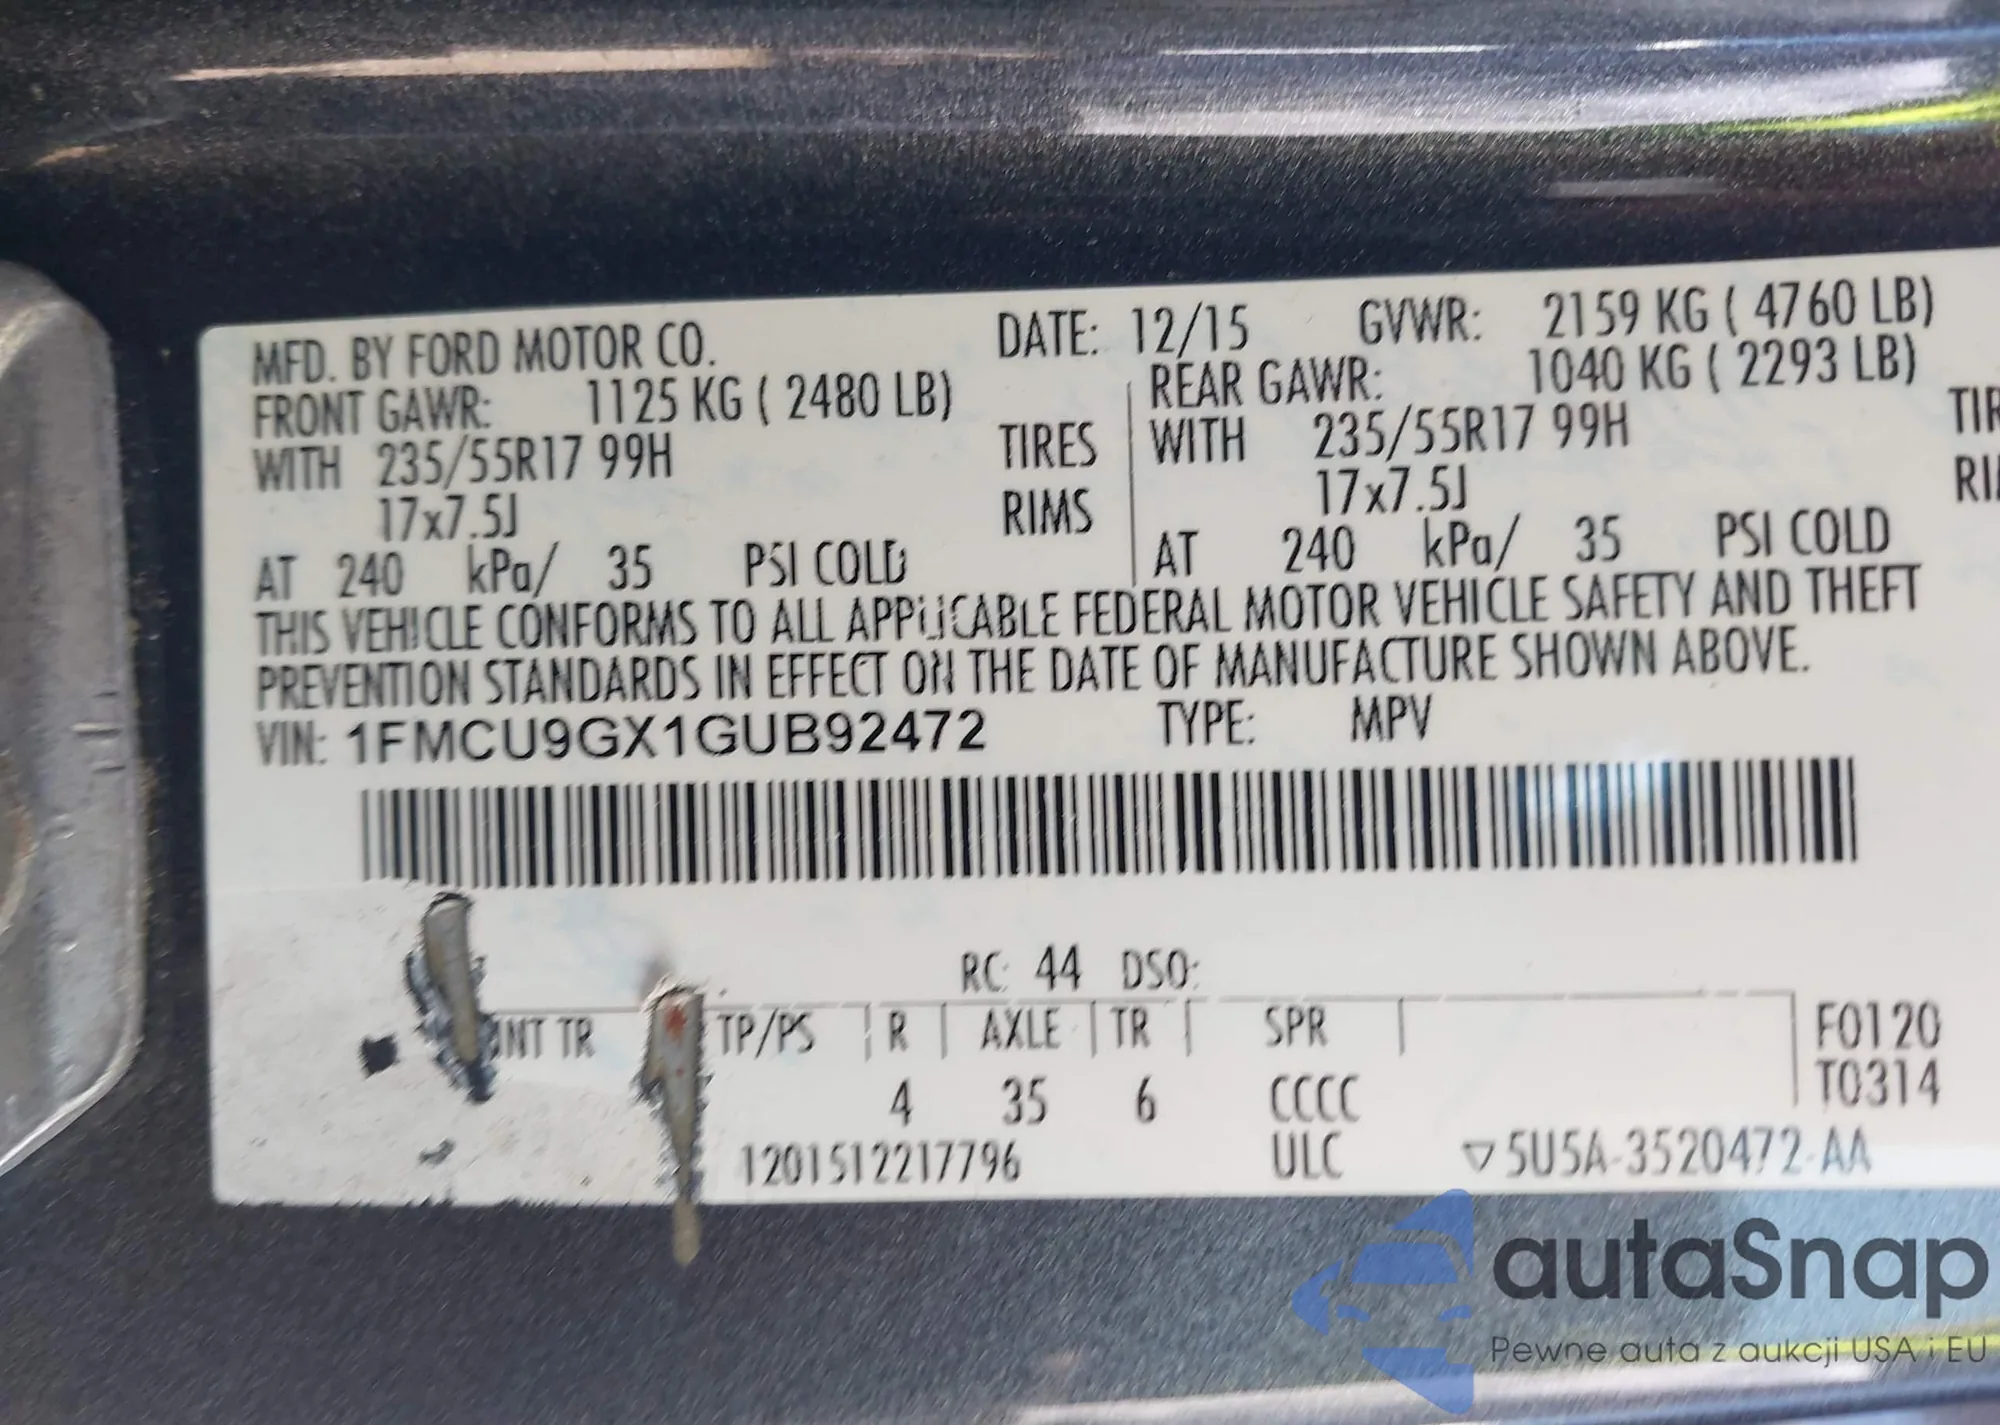 MFD. BY FORD MOTOR CO. DATE: 12/15 GVWR: 2159 KG ( 4760 LB)
FRONT GAWR: 1125 KG ( 2480 LB) REAR GAWR: 1040 KG ( 2293 LB)
WITH 235/55R17 99H TIRES WITH 235/55R17 99H TIR
17x7.5J RIMS 17x7.5J RI
AT 240 kPa/ 35 PSI COLD AT 240 kPa/ 35 PSI COLD
THIS VEHICLE CONFORMS TO ALL APPLICABLE FEDERAL MOTOR VEHICLE SAFETY AND THEFT
PREVENTION STANDARDS IN EFFECT ON THE DATE OF MANUFACTURE SHOWN ABOVE.
VIN: 1FMCU9GX1GUB92472 TYPE: MPV
RC: 44 DSO:
INT TR TP/PS R AXLE TR SPR F0120
4 35 6 CCCC T0314
1201512217796 ULC ▽5U5A-3520472-AA
autaSnap
Pewne auta z aukcji USA i EU